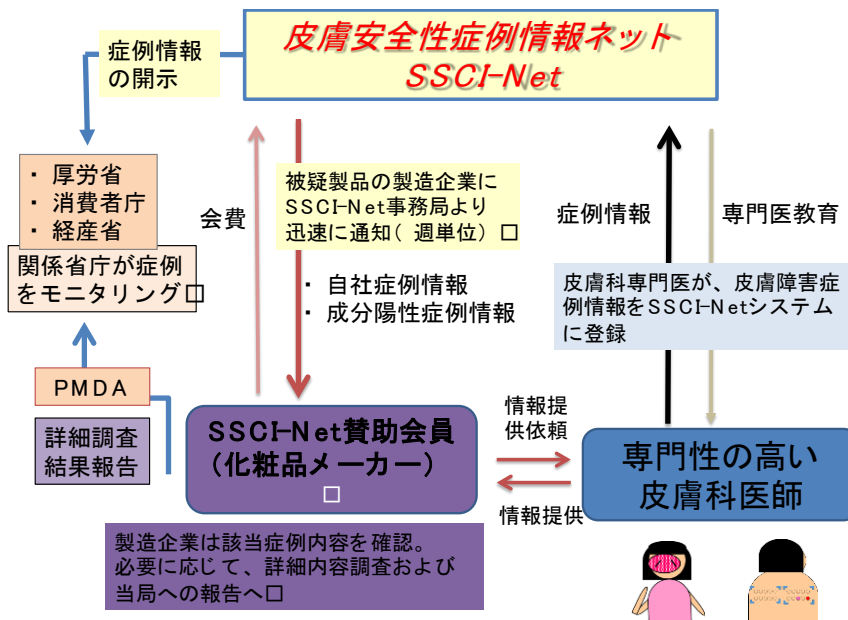 皮膚安全性症例情報ネット
SSCI-Net
症例情報
の開示
・ 厚労省
・ 消費者庁
・ 経産省
関係省庁が症例
をモニタリング□
会費
被疑製品の製造企業に
SSCI-Net事務局より
迅速に通知( 週単位) □
・ 自社症例情報
・ 成分陽性症例情報
症例情報
専門医教育
皮膚科専門医が、皮膚障害症
例情報をSSCI-Netシステム
に登録
PMDA
詳細調査
結果報告
SSCI-Net賛助会員
(化粧品メーカー)
□
情報提
供依頼
情報提供
専門性の高い
皮膚科医師
製造企業は該当症例内容を確認。
必要に応じて、詳細内容調査および
当局への報告へ□